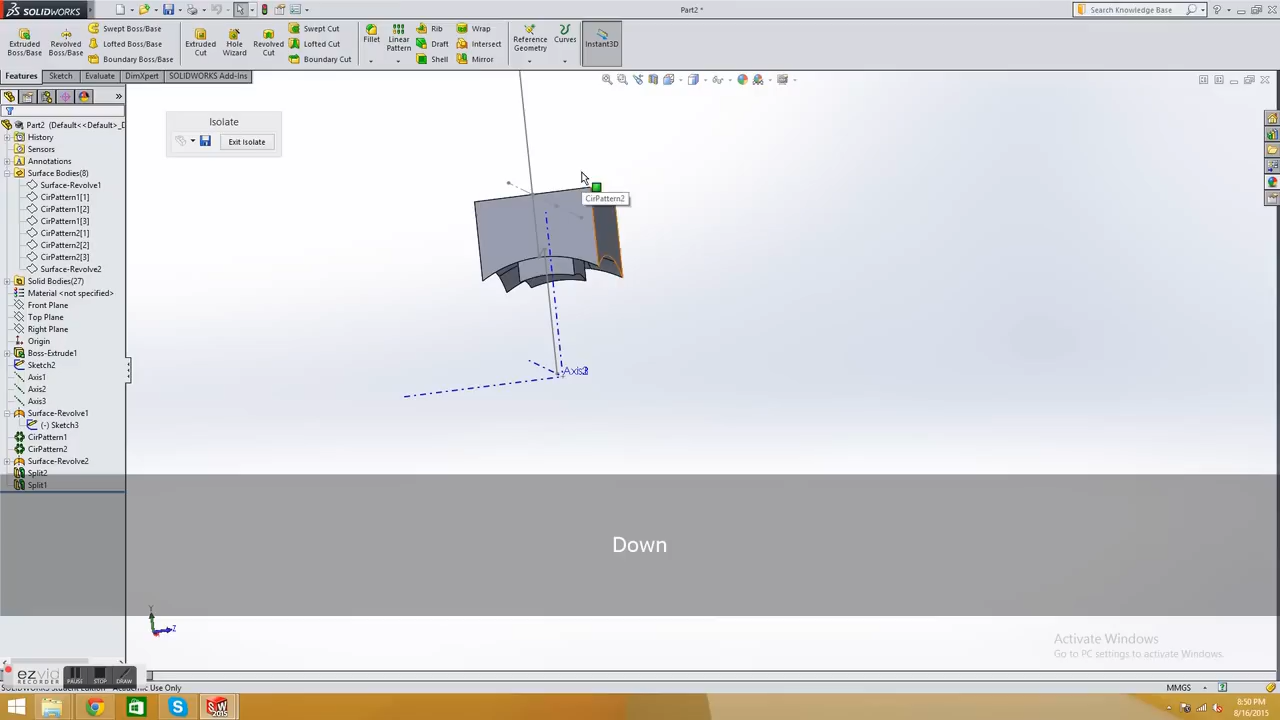 SOLIDWORKS
Part2 *
Search Knowledge Base
Extruded Boss/Base
Revolved Boss/Base
Swept Boss/Base
Lofted Boss/Base
Boundary Boss/Base
Extruded Cut
Hole Wizard
Revolved Cut
Swept Cut
Lofted Cut
Boundary Cut
Fillet
Linear Pattern
Rib
Draft
Shell
Wrap
Intersect
Mirror
Reference Geometry
Curves
Instant3D
Features
Sketch
Evaluate
DimXpert
SOLIDWORKS Add-Ins
Isolate
Exit Isolate
Part2 (Default<<Default>_D
History
Sensors
Annotations
Surface Bodies(8)
Surface-Revolve1
CirPattern1[1]
CirPattern1[2]
CirPattern1[3]
CirPattern2[1]
CirPattern2[2]
CirPattern2[3]
Surface-Revolve2
Solid Bodies(27)
Material <not specified>
Front Plane
Top Plane
Right Plane
Origin
Boss-Extrude1
Sketch2
Axis1
Axis2
Axis3
Surface-Revolve1
(-) Sketch3
CirPattern1
CirPattern2
Surface-Revolve2
Split2
Split1
CirPattern2
Down
Y
Z
Activate Windows
Go to PC settings to activate Windows.
ezvid
RECORDER
PAUSE
STOP
DRAW
MMGS
8:50 PM
8/16/2015